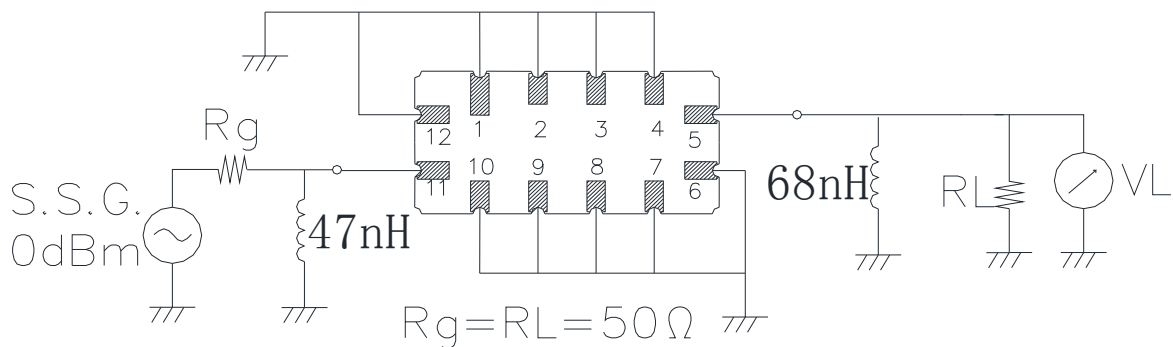 Rg
S.S.G.
0dBm
47nH
12 1 2 3 4 5
11 10 9 8 7 6
68nH
RL
VL
Rg=RL=50Ω